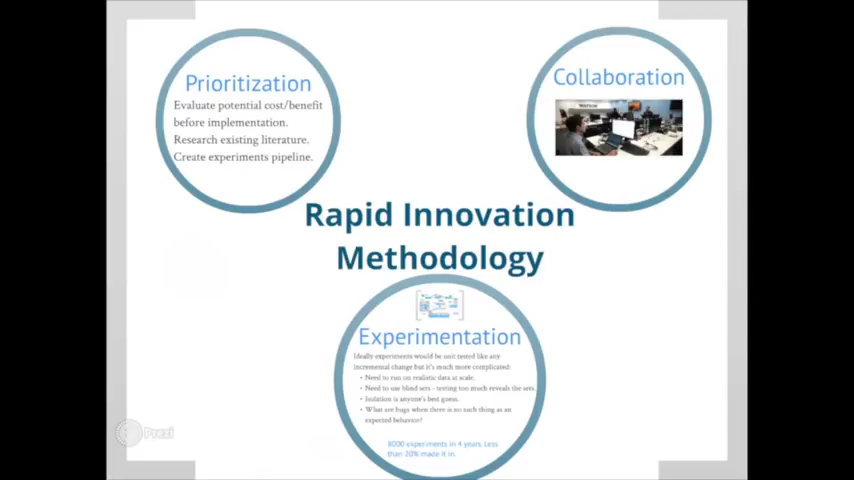 Prioritization
Evaluate potential cost/benefit
before implementation.
Research existing literature.
Create experiments pipeline.
Collaboration
Rapid Innovation
Methodology
Experimentation
Ideally experiments would be unit tested like any
incremental change but it's much more complicated:
• Need to run on realistic data at scale.
• Need to use blind sets - testing too much reveals the sets.
• Isolation is anyone's best guess.
• What are bugs when there is no such thing as an
expected behavior?
8000 experiments in 4 years. Less
than 20% made it in.
Prezi